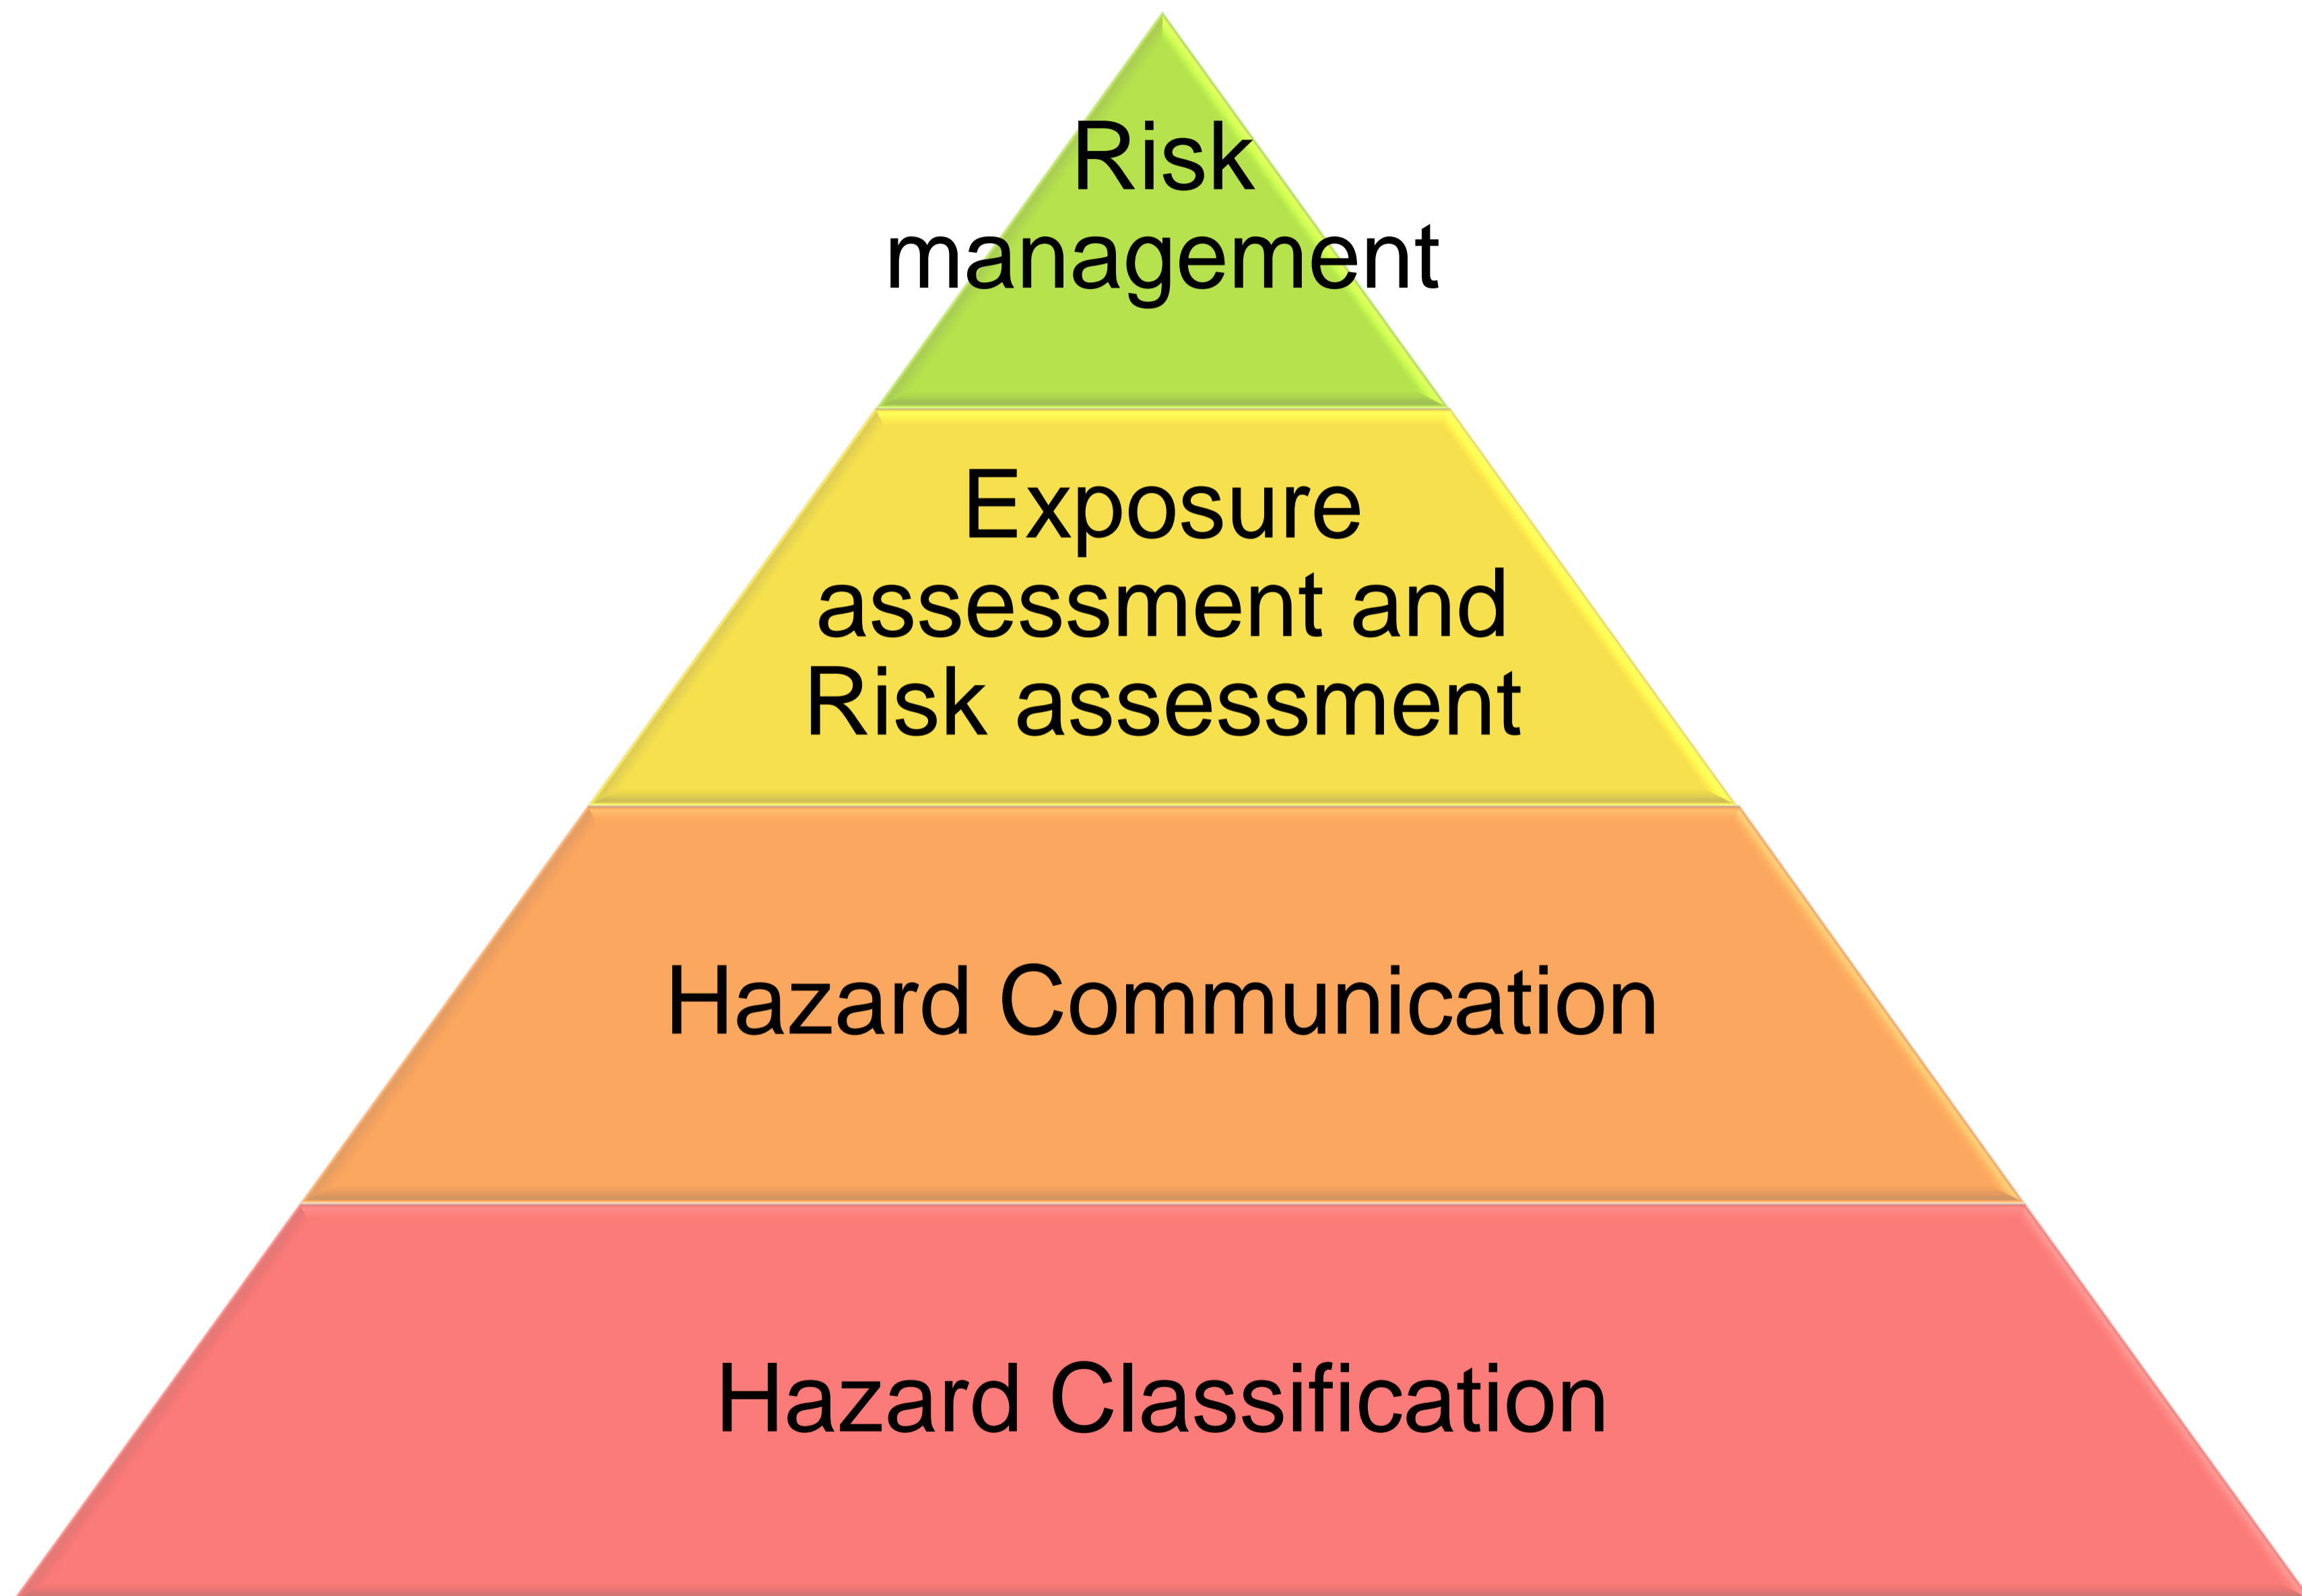 Risk
management
Exposure
assessment and
Risk assessment
Hazard Communication
Hazard Classification